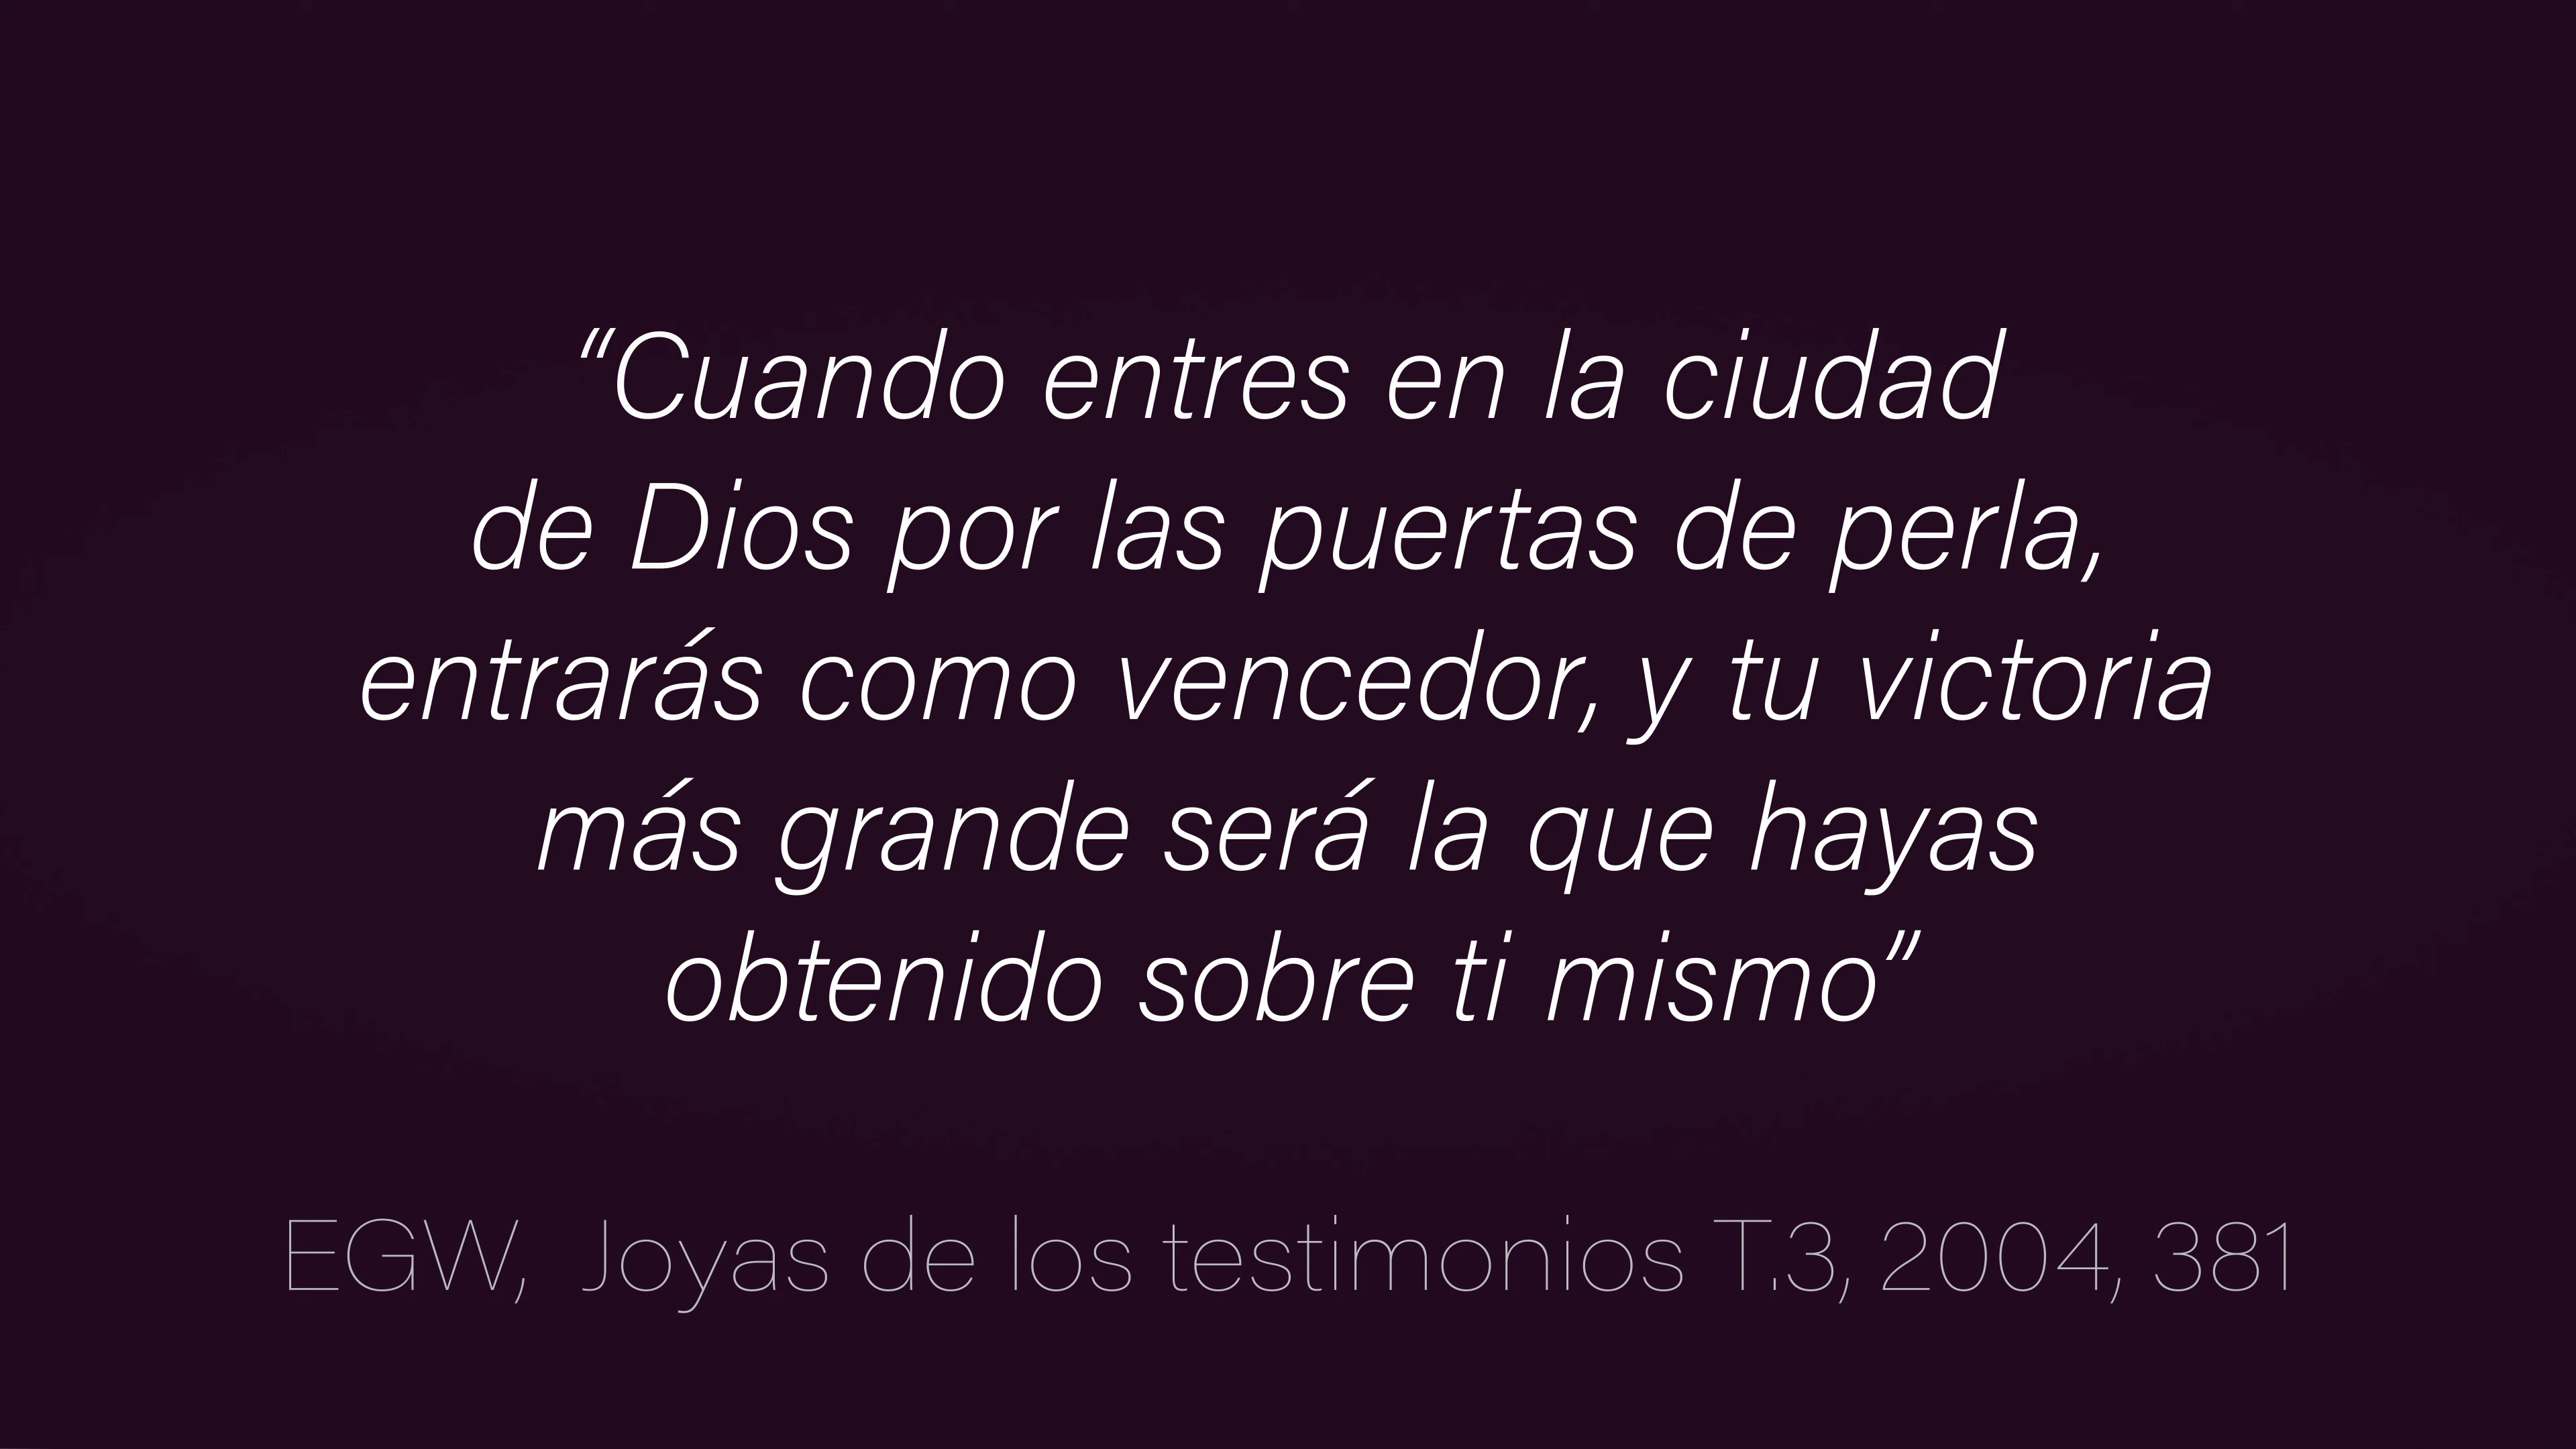 “Cuando entres en la ciudad
de Dios por las puertas de perla,
entrarás como vencedor, y tu victoria
más grande será la que hayas
obtenido sobre ti mismo”
EGW, Joyas de los testimonios T.3, 2004, 381